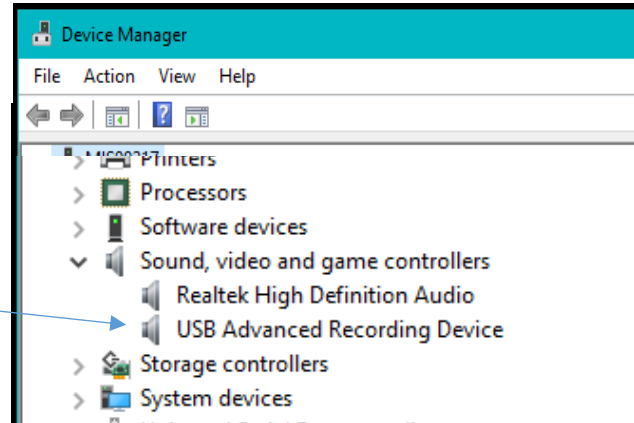 Device Manager
File Action View Help
Printers
Processors
Software devices
Sound, video and game controllers
Realtek High Definition Audio
USB Advanced Recording Device
Storage controllers
System devices